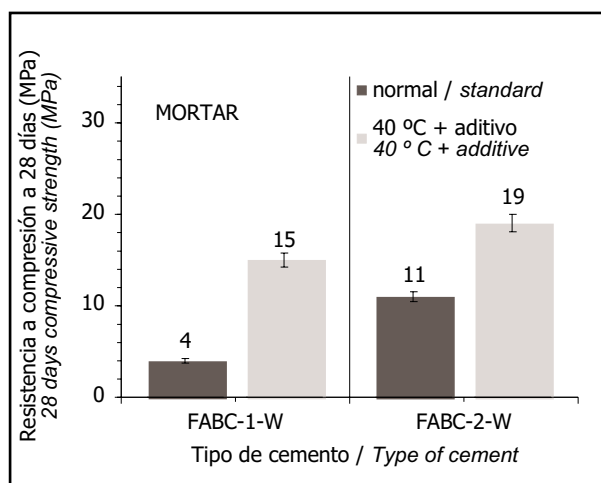 Resistencia a compresión a 28 días (MPa)
28 days compressive strength (MPa)
30
20
10
0
MORTAR
normal / standard
40 ºC + aditivo
40 º C + additive
4
15
11
19
FABC-1-W
FABC-2-W
Tipo de cemento / Type of cement